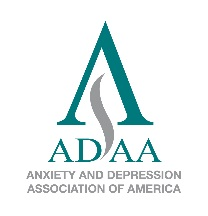 ADAA
ANXIETY AND DEPRESSION
ASSOCIATION OF AMERICA